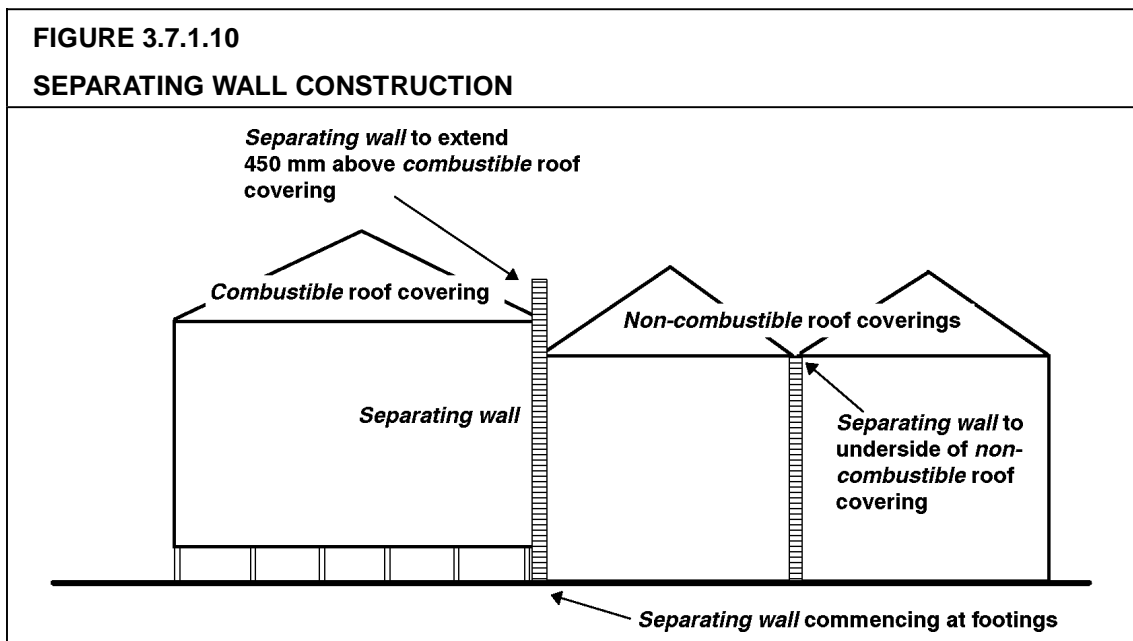 FIGURE 3.7.1.10
SEPARATING WALL CONSTRUCTION
Separating wall to extend
450 mm above combustible roof
covering
Combustible roof covering
Non-combustible roof coverings
Separating wall
Separating wall to
underside of non-
combustible roof
covering
Separating wall commencing at footings